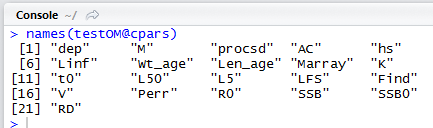 Console ~/
> names(testOM@cpars)
[1] "dep" "M" "procsd" "AC" "hs"
[6] "Linf" "Wt_age" "Len_age" "Marray" "K"
[11] "t0" "L50" "L5" "LFS" "Find"
[16] "V" "Perr" "R0" "SSB" "SSB0"
[21] "RD"
>